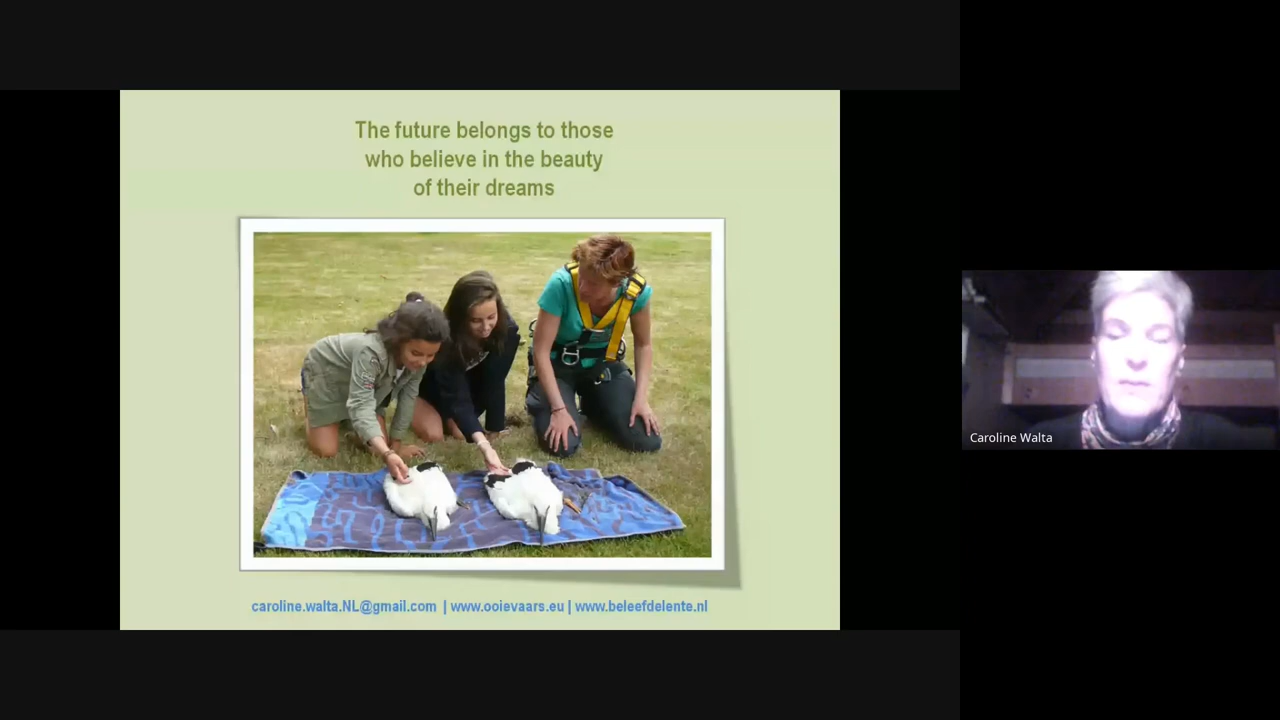 The future belongs to those
who believe in the beauty
of their dreams
caroline.walta.NL@gmail.com | www.ooievaars.eu | www.beleefdelente.nl
Caroline Walta